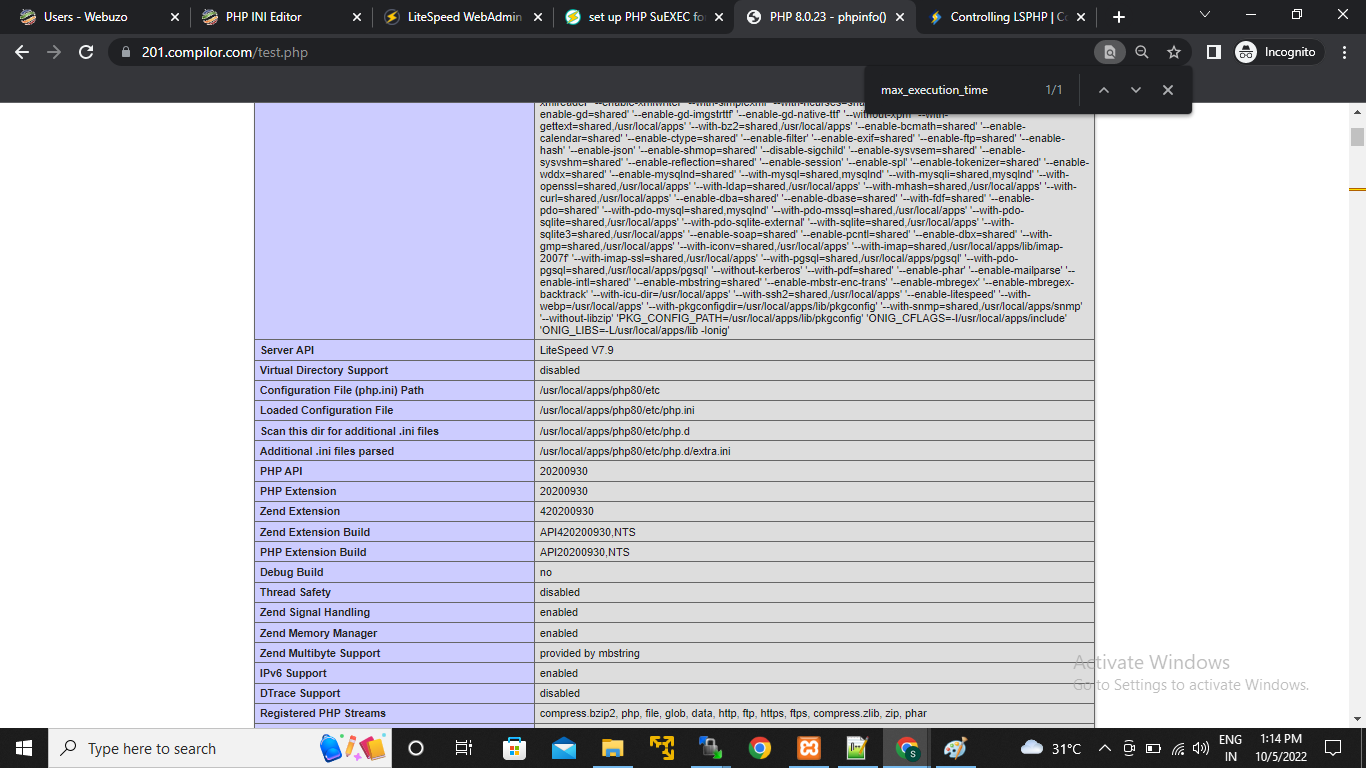 Users - Webuzo
PHP INI Editor
LiteSpeed WebAdmin
set up PHP SuEXEC fo
PHP 8.0.23 - phpinfo()
Controlling LSPHP | C
201.compilor.com/test.php
Incognito
max_execution_time 1/1
enable-gd=shared' '--enable-gd-imgstrttf' '--enable-gd-native-ttf' '--without-xpm' '--with-
gettext=shared,/usr/local/apps' '--with-bz2=shared,/usr/local/apps' '--enable-bcmath=shared' '--enable-
calendar=shared' '--enable-ctype=shared' '--enable-filter' '--enable-exif=shared' '--enable-ftp=shared' '--enable-
hash' '--enable-json' '--enable-shmop=shared' '--disable-sigchild' '--enable-sysvsem=shared' '--enable-
sysvshm=shared' '--enable-reflection=shared' '--enable-session' '--enable-spl' '--enable-tokenizer=shared' '--enable-
wddx=shared' '--enable-mysqlnd=shared' '--with-mysql=shared,mysqlnd' '--with-mysqli=shared,mysqlnd' '--with-
openssl=shared,/usr/local/apps' '--with-ldap=shared,/usr/local/apps' '--with-mhash=shared,/usr/local/apps' '--with-
curl=shared,/usr/local/apps' '--enable-dba=shared' '--enable-dbase=shared' '--with-fdf=shared' '--enable-
pdo=shared' '--with-pdo-mysql=shared,mysqlnd' '--with-pdo-mssql=shared,/usr/local/apps' '--with-pdo-
sqlite=shared,/usr/local/apps' '--with-pdo-sqlite-external' '--with-sqlite=shared,/usr/local/apps' '--with-
sqlite3=shared,/usr/local/apps' '--enable-soap=shared' '--enable-pcntl=shared' '--enable-dbx=shared' '--with-
gmp=shared,/usr/local/apps' '--with-iconv=shared,/usr/local/apps' '--with-imap=shared,/usr/local/apps/lib/imap-
2007f' '--with-imap-ssl=shared,/usr/local/apps' '--with-pgsql=shared,/usr/local/apps/pgsql' '--with-pdo-
pgsql=shared,/usr/local/apps/pgsql' '--without-kerberos' '--with-pdf=shared' '--enable-phar' '--enable-mailparse' '--
enable-intl=shared' '--enable-mbstring=shared' '--enable-mbstr-enc-trans' '--enable-mbregex' '--enable-mbregex-
backtrack' '--with-icu-dir=/usr/local/apps' '--with-ssh2=shared,/usr/local/apps' '--enable-litespeed' '--with-
webp=/usr/local/apps' '--with-pkgconfigdir=/usr/local/apps/lib/pkgconfig' '--with-snmp=shared,/usr/local/apps/snmp'
'--without-libzip' 'PKG_CONFIG_PATH=/usr/local/apps/lib/pkgconfig' 'ONIG_CFLAGS=-I/usr/local/apps/include'
'ONIG_LIBS=-L/usr/local/apps/lib -lonig'
Server API LiteSpeed V7.9
Virtual Directory Support disabled
Configuration File (php.ini) Path /usr/local/apps/php80/etc
Loaded Configuration File /usr/local/apps/php80/etc/php.ini
Scan this dir for additional .ini files /usr/local/apps/php80/etc/php.d
Additional .ini files parsed /usr/local/apps/php80/etc/php.d/extra.ini
PHP API 20200930
PHP Extension 20200930
Zend Extension 420200930
Zend Extension Build API420200930,NTS
PHP Extension Build API20200930,NTS
Debug Build no
Thread Safety disabled
Zend Signal Handling enabled
Zend Memory Manager enabled
Zend Multibyte Support provided by mbstring
IPv6 Support enabled
DTrace Support disabled
Registered PHP Streams compress.bzip2, php, file, glob, data, http, ftp, https, ftps, compress.zlib, zip, phar
Activate Windows
Go to Settings to activate Windows.
Type here to search
31°C
ENG
IN
1:14 PM
10/5/2022